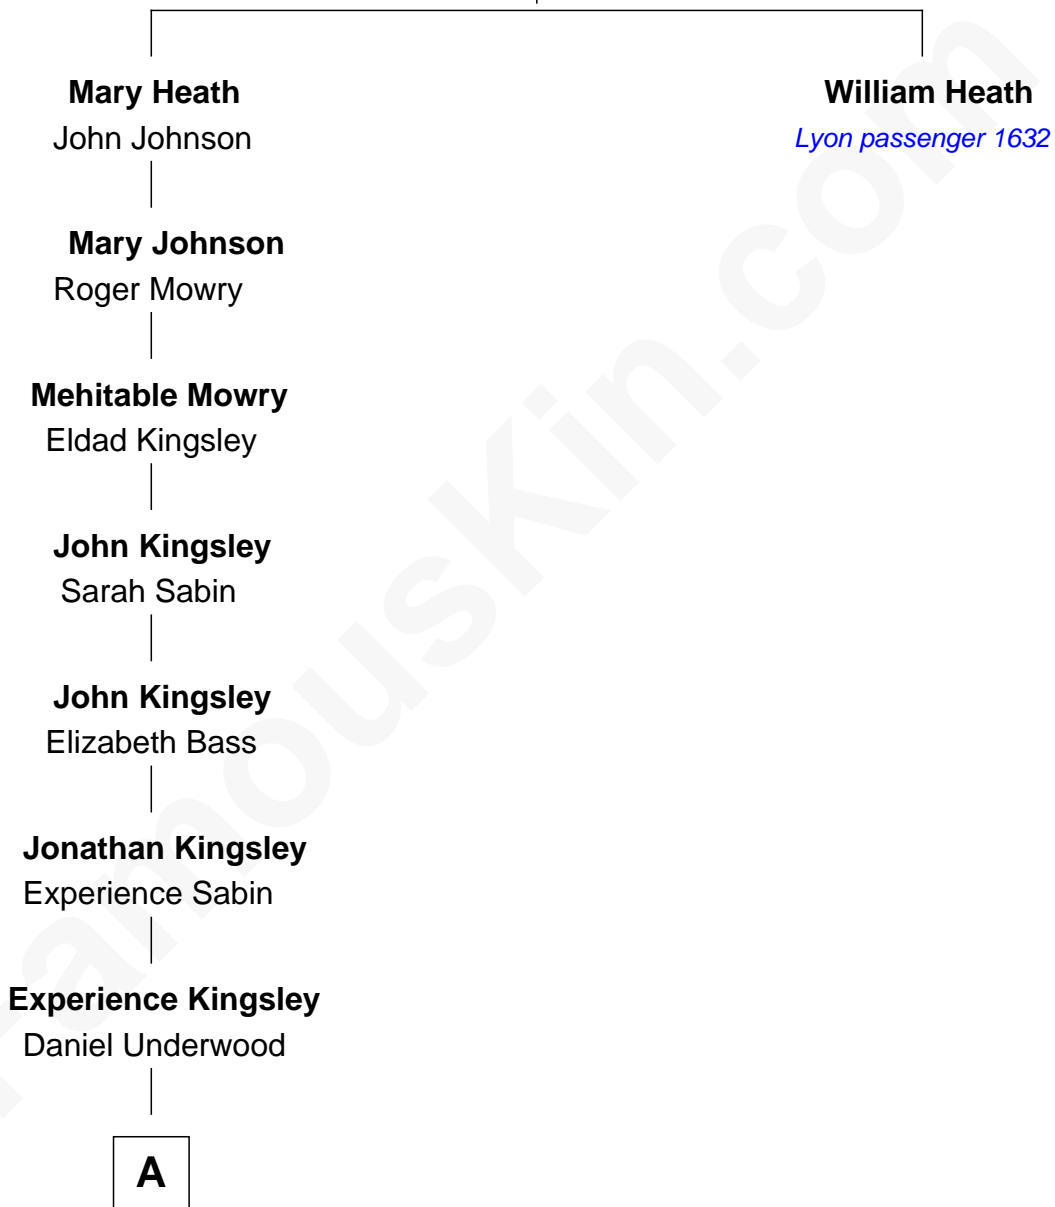 Mary Heath
John Johnson
William Heath
Lyon passenger 1632
Mary Johnson
Roger Mowry
Mehitable Mowry
Eldad Kingsley
John Kingsley
Sarah Sabin
John Kingsley
Elizabeth Bass
Jonathan Kingsley
Experience Sabin
Experience Kingsley
Daniel Underwood
A
FamousKin.com